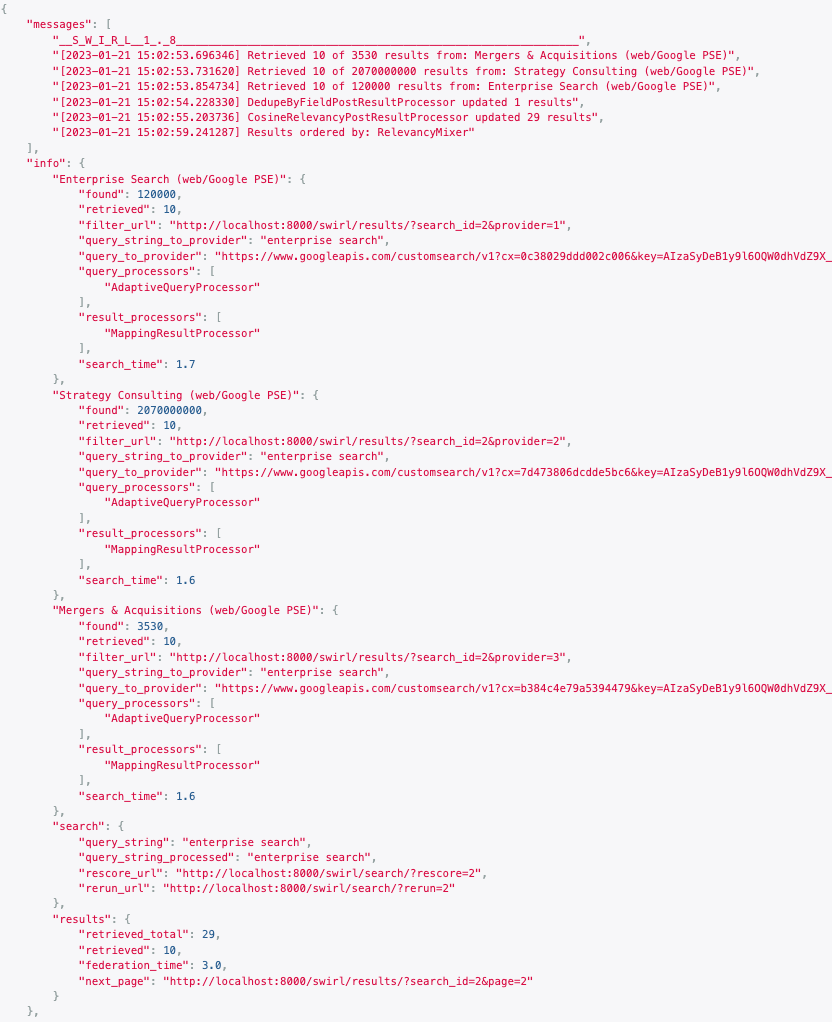 {
    "messages": [
        "__S_W_I_R_L__1_._8______________________________________________________________",
        "[2023-01-21 15:02:53.696346] Retrieved 10 of 3530 results from: Mergers & Acquisitions (web/Google PSE)",
        "[2023-01-21 15:02:53.731620] Retrieved 10 of 2070000000 results from: Strategy Consulting (web/Google PSE)",
        "[2023-01-21 15:02:53.854734] Retrieved 10 of 120000 results from: Enterprise Search (web/Google PSE)",
        "[2023-01-21 15:02:54.228330] DedupeByFieldPostResultProcessor updated 1 results",
        "[2023-01-21 15:02:55.203736] CosineRelevancyPostResultProcessor updated 29 results",
        "[2023-01-21 15:02:59.241287] Results ordered by: RelevancyMixer"
    ],
    "info": {
        "Enterprise Search (web/Google PSE)": {
            "found": 120000,
            "retrieved": 10,
            "filter_url": "http://localhost:8000/swirl/results/?search_id=2&provider=1",
            "query_string_to_provider": "enterprise search",
            "query_to_provider": "https://www.googleapis.com/customsearch/v1?cx=0c38029ddd002c006&key=AIzaSyDeB1y9l6OQW0dhVdZ9X_
            "query_processors": [
                "AdaptiveQueryProcessor"
            ],
            "result_processors": [
                "MappingResultProcessor"
            ],
            "search_time": 1.7
        },
        "Strategy Consulting (web/Google PSE)": {
            "found": 2070000000,
            "retrieved": 10,
            "filter_url": "http://localhost:8000/swirl/results/?search_id=2&provider=2",
            "query_string_to_provider": "enterprise search",
            "query_to_provider": "https://www.googleapis.com/customsearch/v1?cx=7d473806dcdde5bc6&key=AIzaSyDeB1y9l6OQW0dhVdZ9X_
            "query_processors": [
                "AdaptiveQueryProcessor"
            ],
            "result_processors": [
                "MappingResultProcessor"
            ],
            "search_time": 1.6
        },
        "Mergers & Acquisitions (web/Google PSE)": {
            "found": 3530,
            "retrieved": 10,
            "filter_url": "http://localhost:8000/swirl/results/?search_id=2&provider=3",
            "query_string_to_provider": "enterprise search",
            "query_to_provider": "https://www.googleapis.com/customsearch/v1?cx=b384c4e79a5394479&key=AIzaSyDeB1y9l6OQW0dhVdZ9X_
            "query_processors": [
                "AdaptiveQueryProcessor"
            ],
            "result_processors": [
                "MappingResultProcessor"
            ],
            "search_time": 1.6
        },
        "search": {
            "query_string": "enterprise search",
            "query_string_processed": "enterprise search",
            "rescore_url": "http://localhost:8000/swirl/search/?rescore=2",
            "rerun_url": "http://localhost:8000/swirl/search/?rerun=2"
        },
        "results": {
            "retrieved_total": 29,
            "retrieved": 10,
            "federation_time": 3.0,
            "next_page": "http://localhost:8000/swirl/results/?search_id=2&page=2"
        }
    },